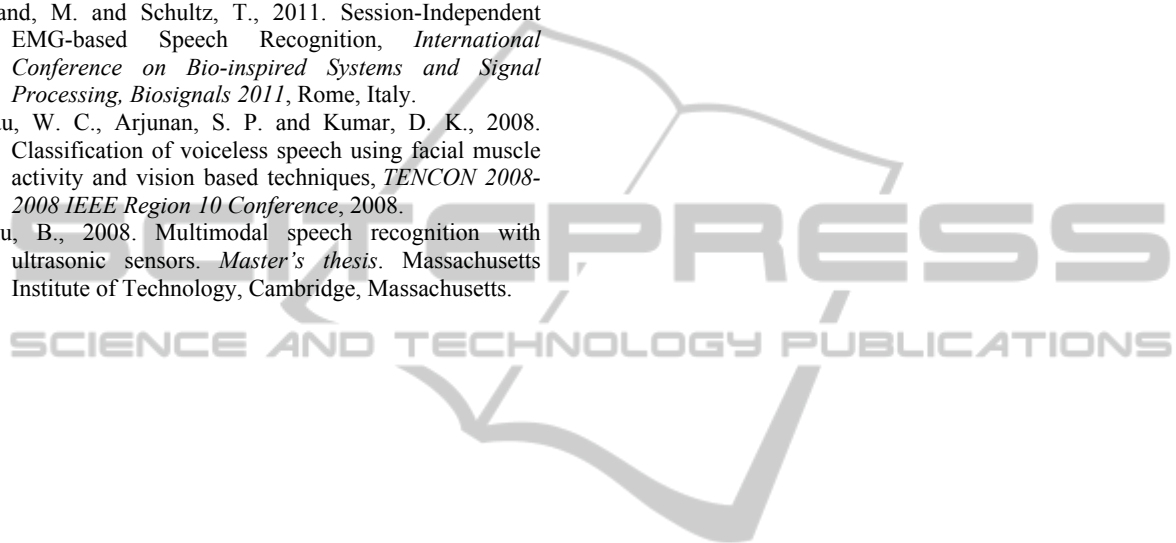 and, M. and Schultz, T., 2011. Session-Independent
EMG-based Speech Recognition, International
Conference on Bio-inspired Systems and Signal
Processing, Biosignals 2011, Rome, Italy.
u, W. C., Arjunan, S. P. and Kumar, D. K., 2008.
Classification of voiceless speech using facial muscle
activity and vision based techniques, TENCON 2008-
2008 IEEE Region 10 Conference, 2008.
u, B., 2008. Multimodal speech recognition with
ultrasonic sensors. Master's thesis. Massachusetts
Institute of Technology, Cambridge, Massachusetts.
SCITEPRESS
SCIENCE AND TECHNOLOGY PUBLICATIONS